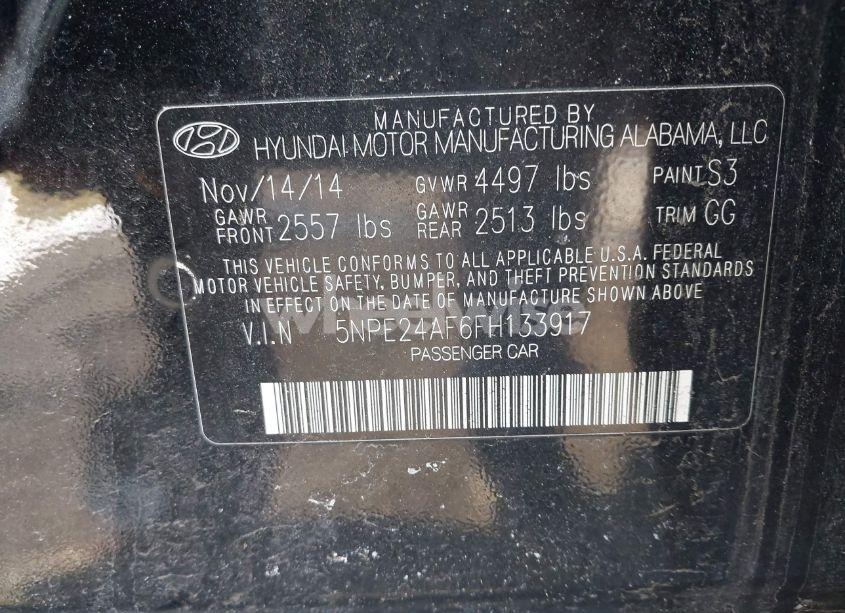 MANUFACTURED BY
HYUNDAI MOTOR MANUFACTURING ALABAMA, LLC
Nov/14/14 GVWR 4497 lbs PAINT S3
GAWR FRONT 2557 lbs GAWR REAR 2513 lbs TRIM GG
THIS VEHICLE CONFORMS TO ALL APPLICABLE U.S.A. FEDERAL
MOTOR VEHICLE SAFETY, BUMPER, AND THEFT PREVENTION STANDARDS
IN EFFECT ON THE DATE OF MANUFACTURE SHOWN ABOVE
V.I.N 5NPE24AF6FH133917
PASSENGER CAR